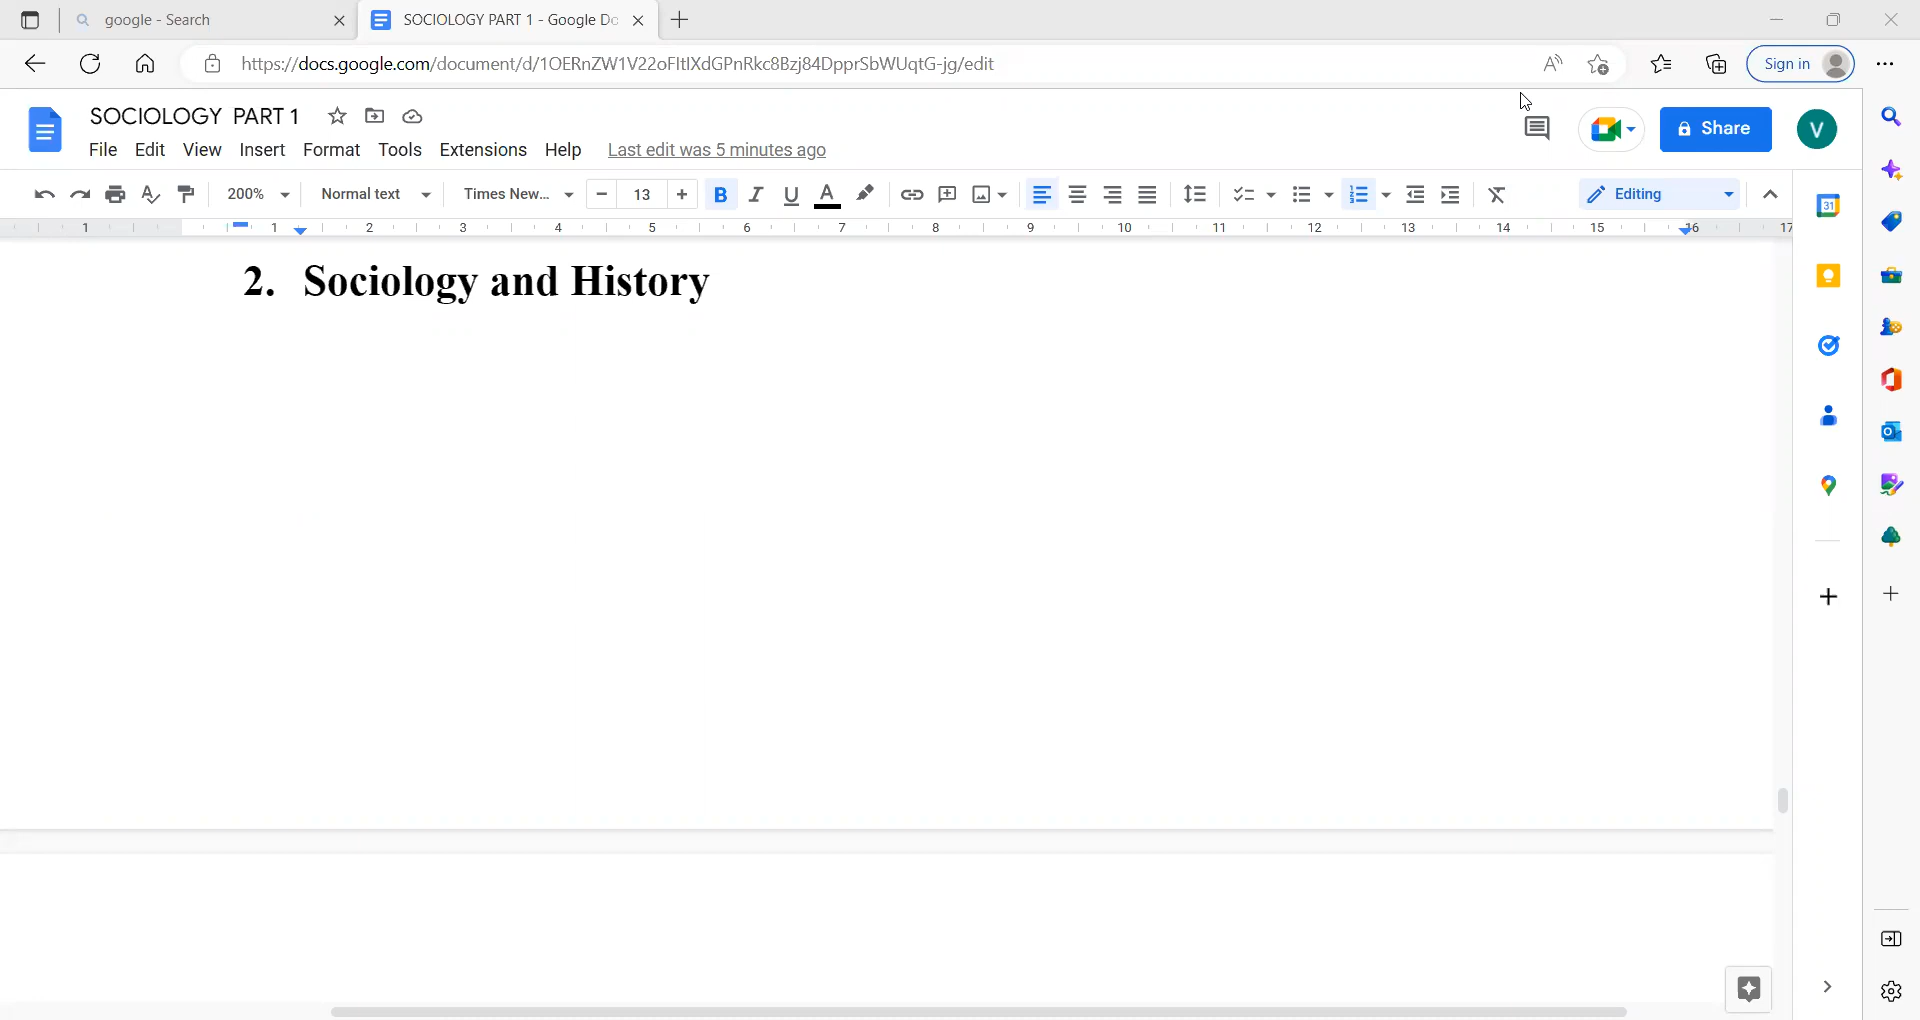 google - Search
SOCIOLOGY PART 1 - Google Dc
https://docs.google.com/document/d/1OERnZW1V22oFltlXdGPnRkc8Bzj84DpprSbWUqtG-jg/edit
Sign in
SOCIOLOGY PART 1
Share
V
File Edit View Insert Format Tools Extensions Help Last edit was 5 minutes ago
200% Normal text Times New... − 13 + B I U A Editing
1 1 2 3 4 5 6 7 8 9 10 11 12 13 14 15 16 17
31
2. Sociology and History